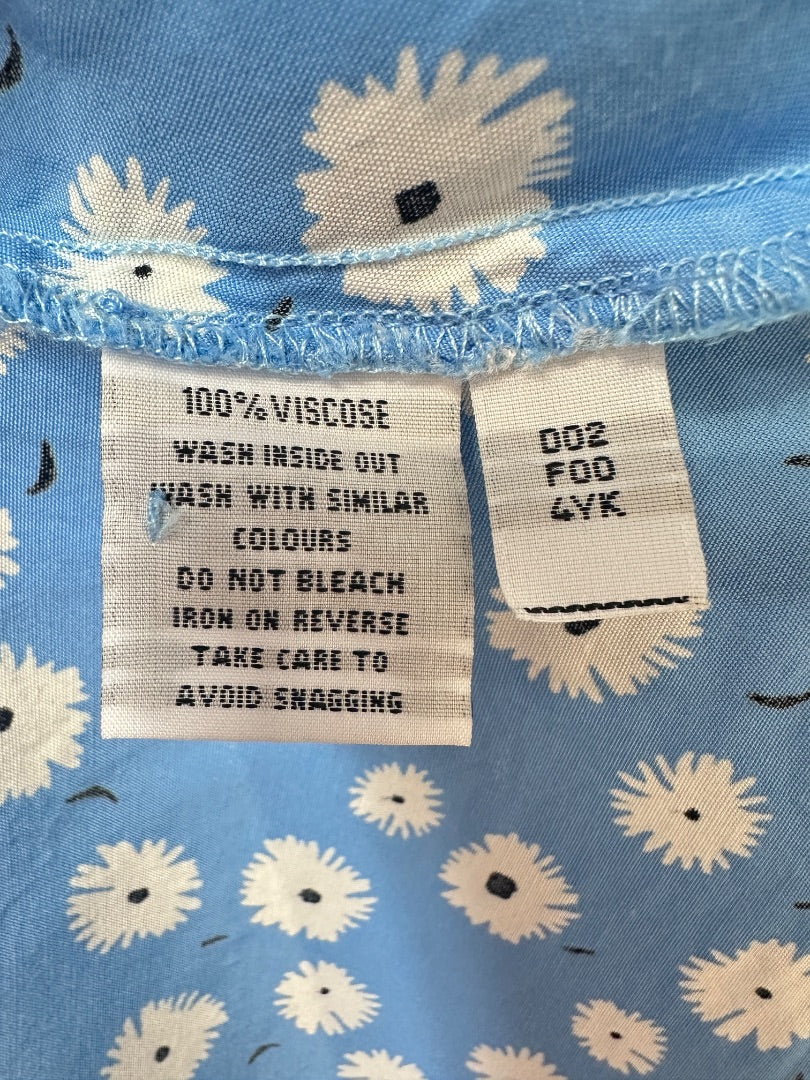 100% VISCOSE
WASH INSIDE OUT
WASH WITH SIMILAR
COLOURS
DO NOT BLEACH
IRON ON REVERSE
TAKE CARE TO
AVOID SNAGGING
002
F00
4YK